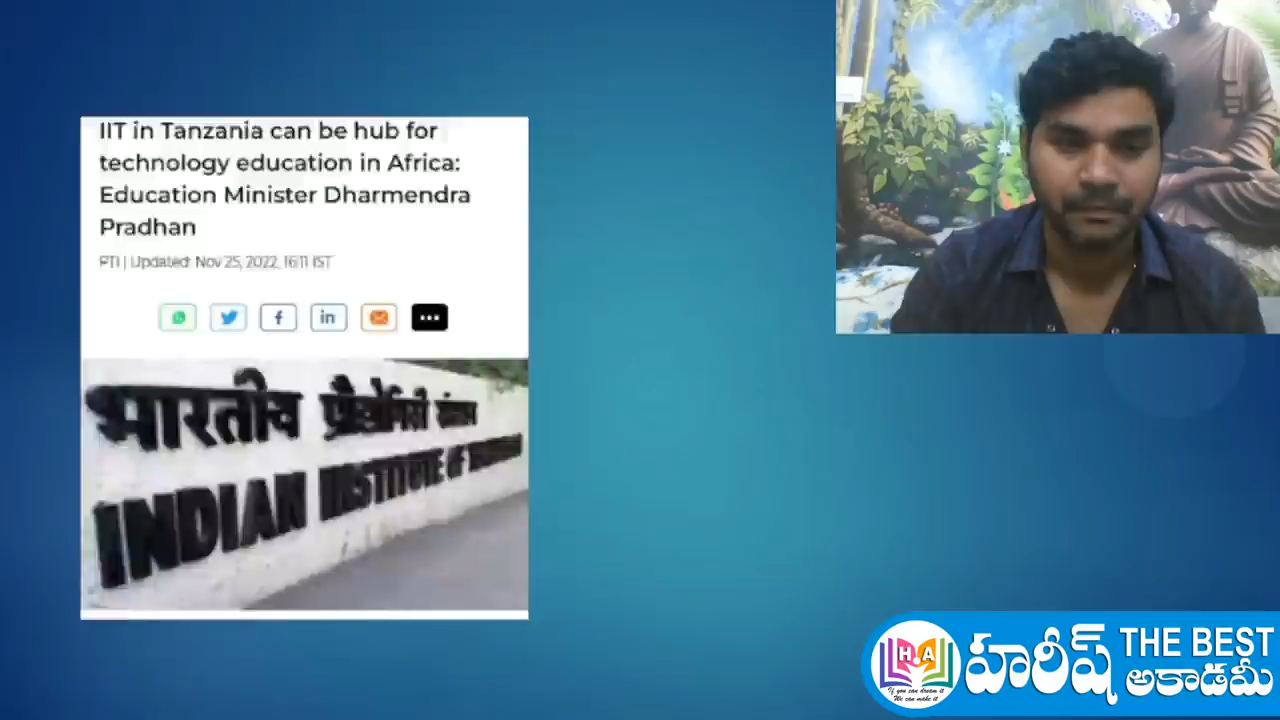 IIT in Tanzania can be hub for
technology education in Africa:
Education Minister Dharmendra
Pradhan
PTI | Updated: Nov 25, 2022, 16:11 IST
भारतीय प्रौद्योगिकी संस्थान
INDIAN INSTITUTE OF
HA
If you can dream it
We can make it
హరీష్ THE BEST
అకాడమీ